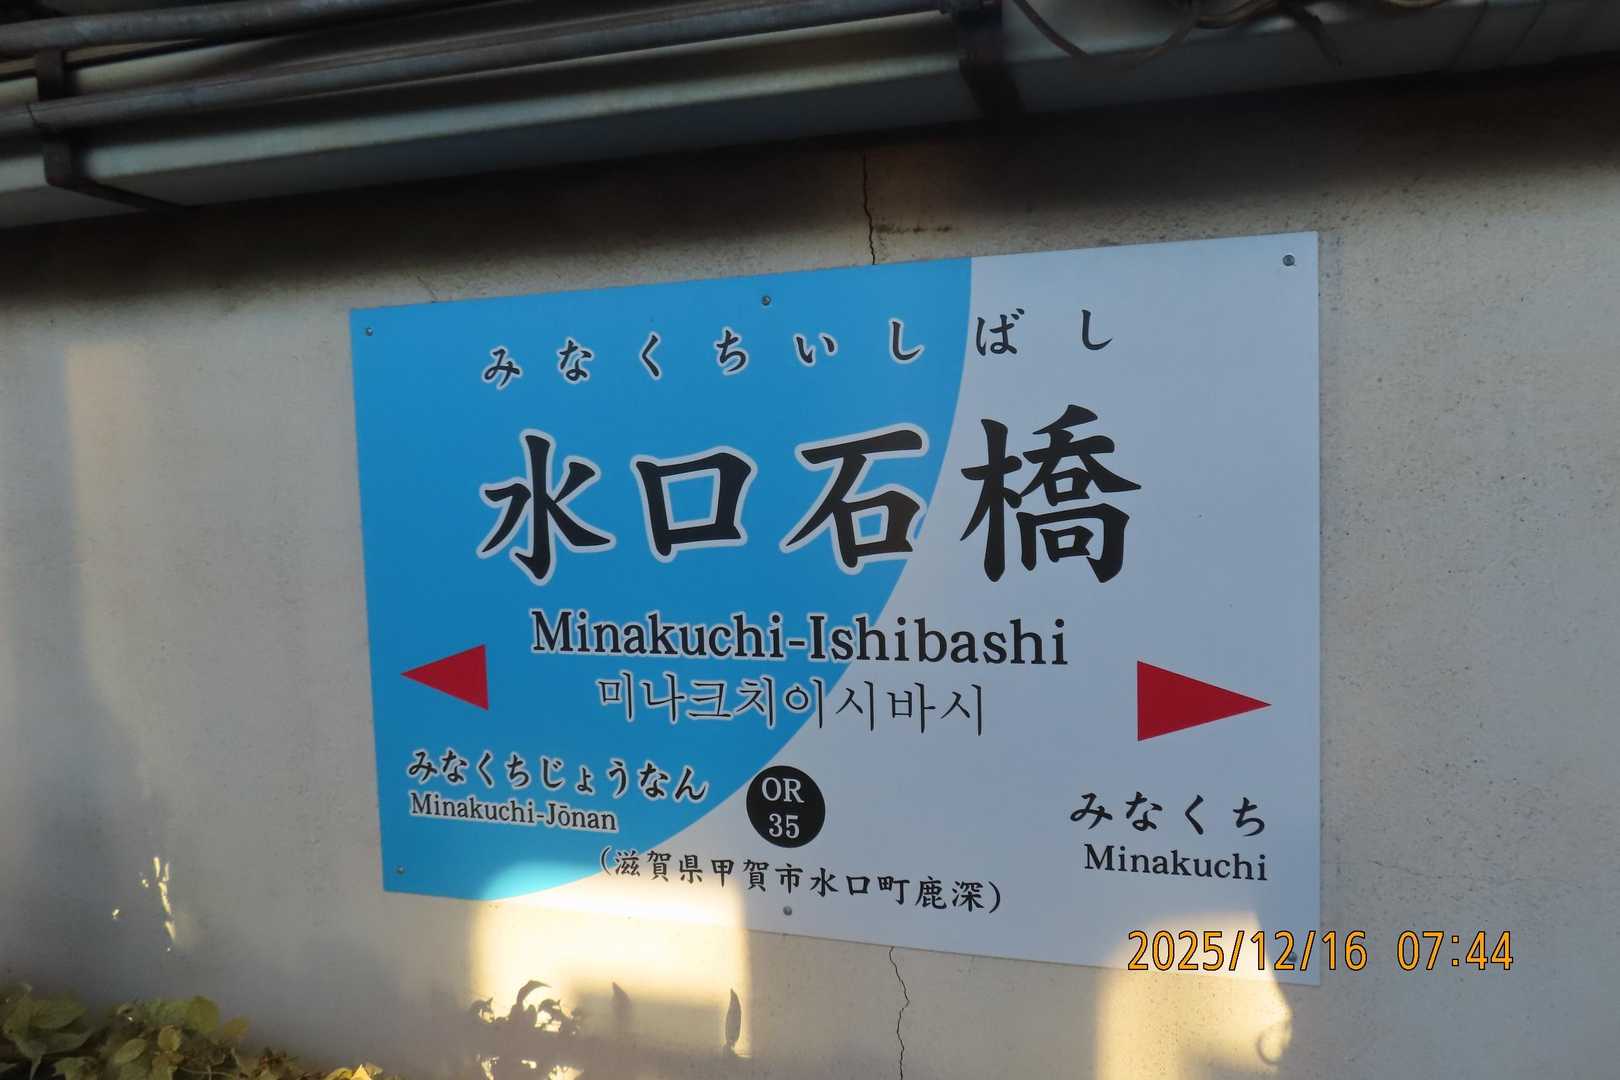 みなくちいしばし
水口石橋
Minakuchi-Ishibashi
미나크치이시바시
みなくちじょうなん
Minakuchi-Jōnan
OR
35
みなくち
Minakuchi
(滋賀県甲賀市水口町鹿深)
2025/12/16 07:44